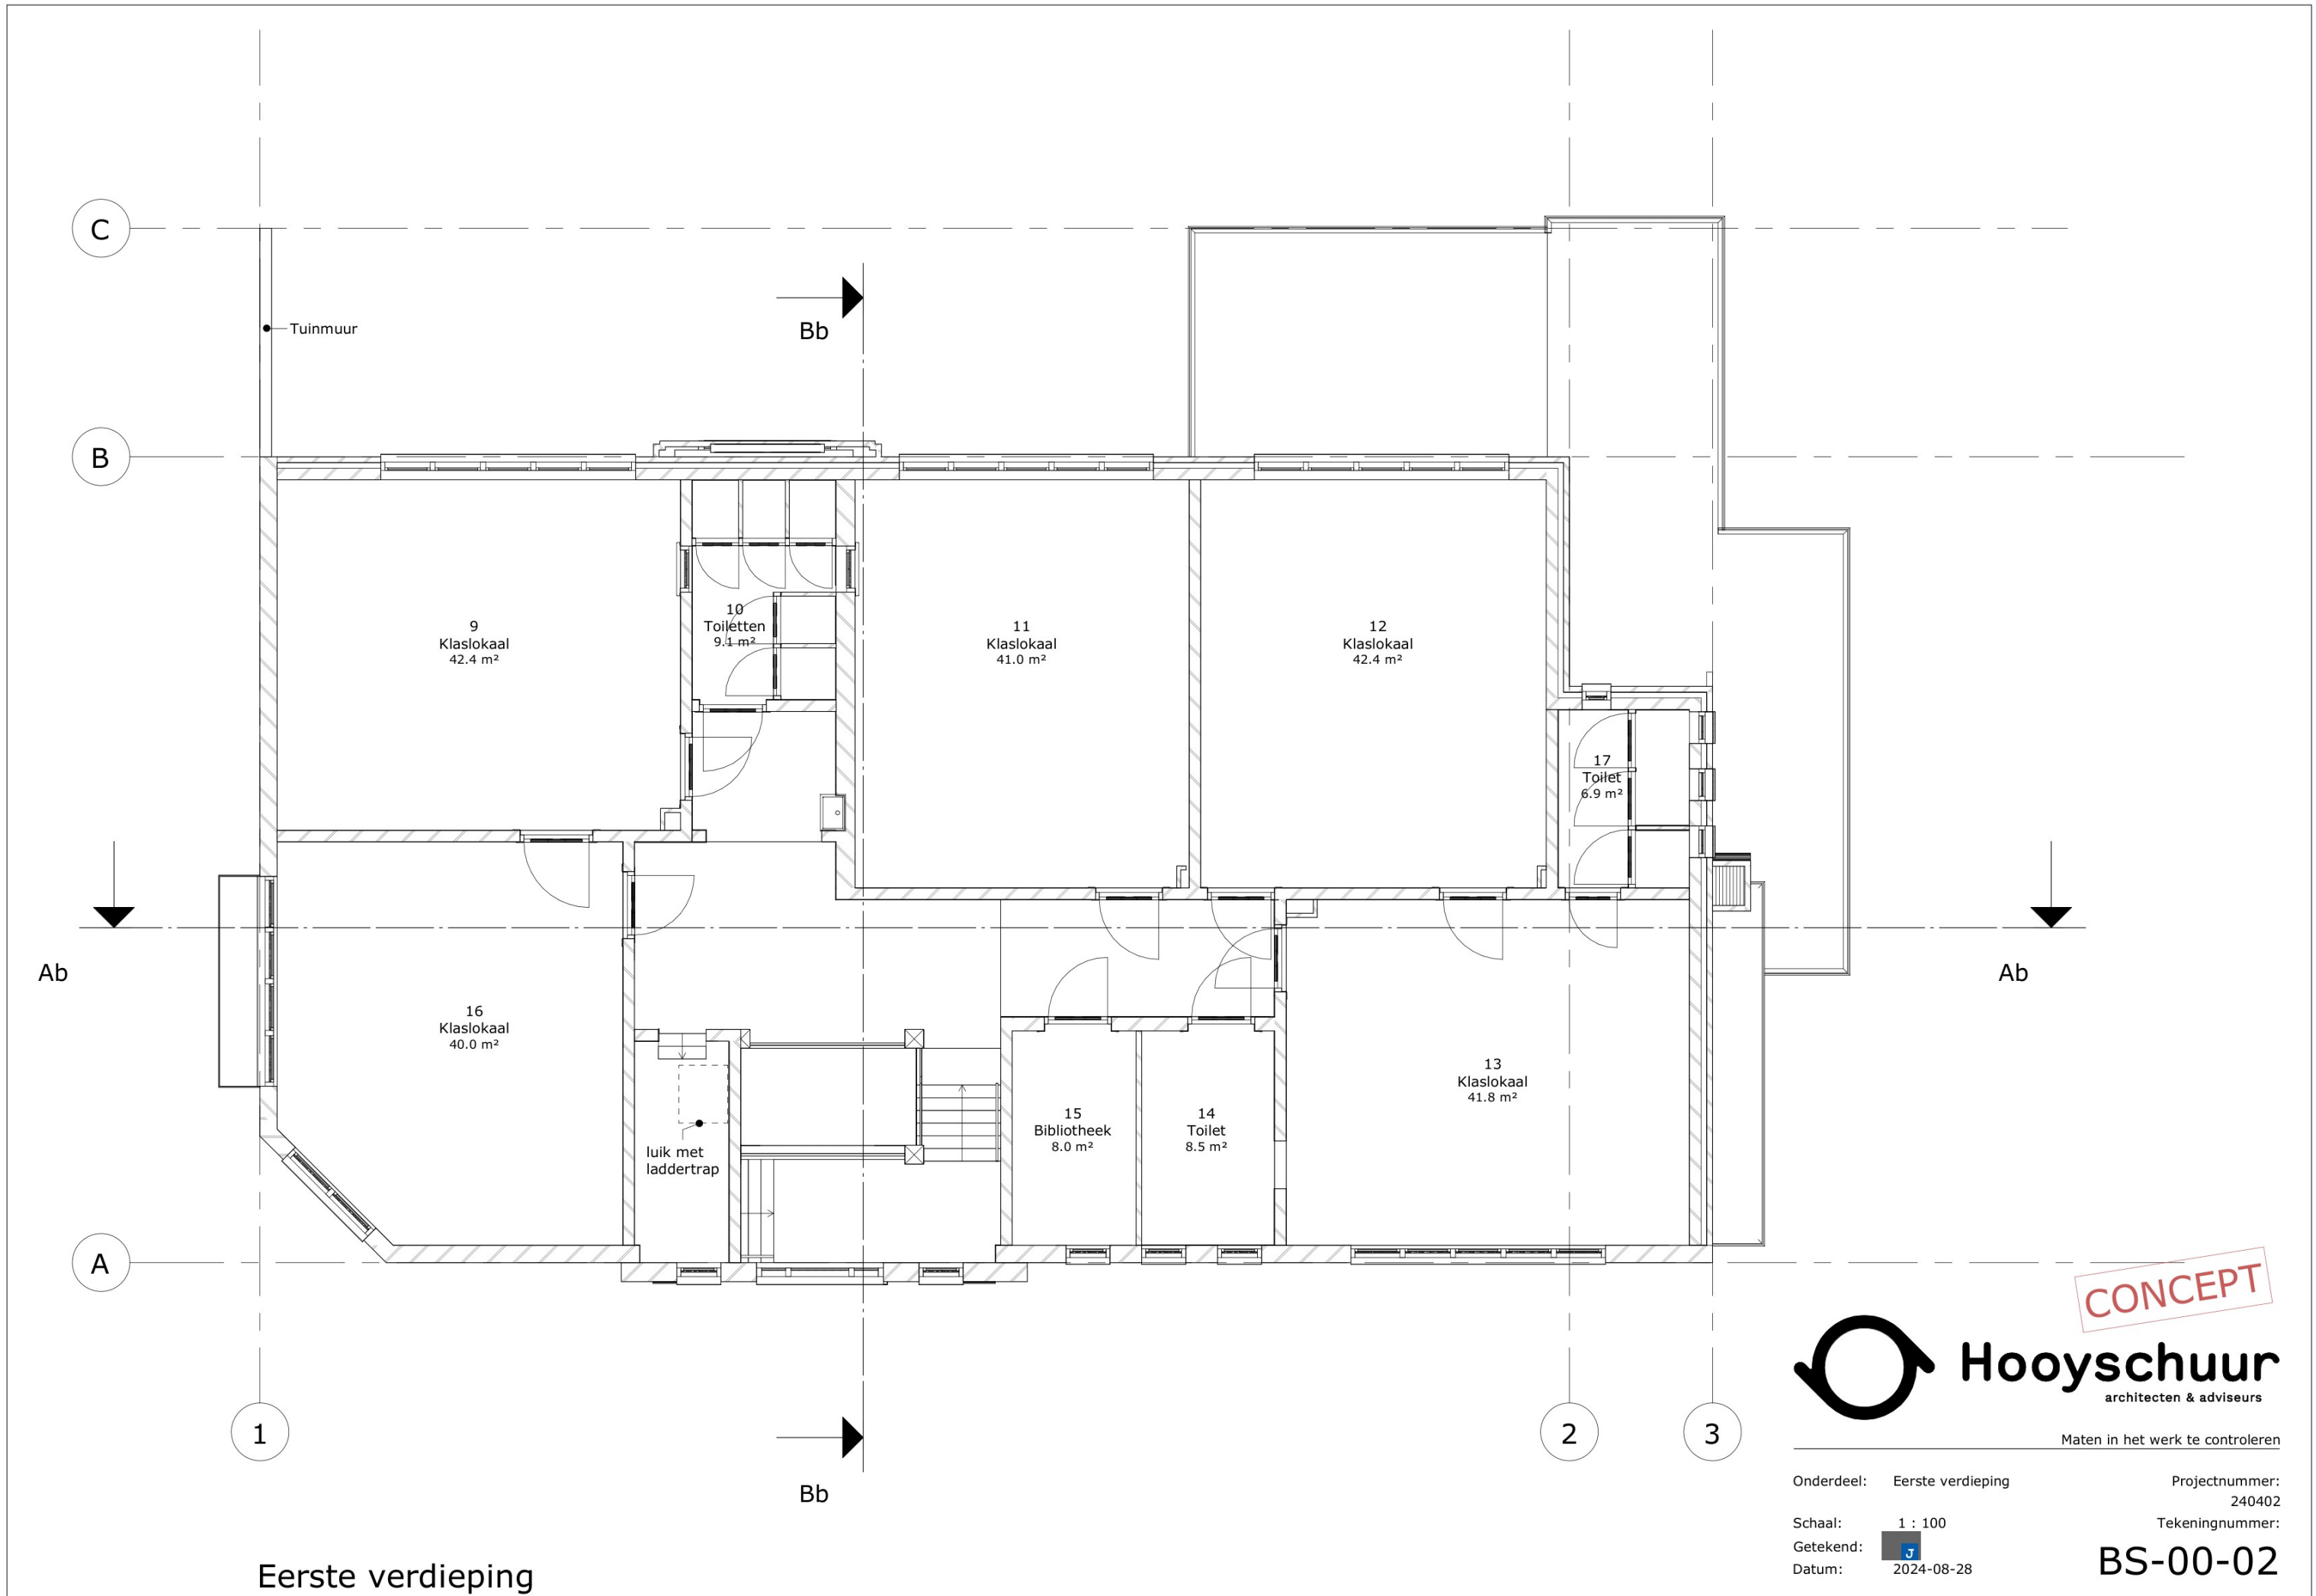 C
Bb
Tuinmuur
B
9
Klaslokaal
42.4 m²
10
Toiletten
9.1 m²
11
Klaslokaal
41.0 m²
12
Klaslokaal
42.4 m²
17
Toilet
6.9 m²
Ab
Ab
16
Klaslokaal
40.0 m²
13
Klaslokaal
41.8 m²
15
Bibliotheek
8.0 m²
14
Toilet
8.5 m²
luik met
laddertrap
A
CONCEPT
Hooyschuur
architecten & adviseurs
1
2
3
Maten in het werk te controleren
Bb
Onderdeel: Eerste verdieping
Projectnummer:
240402
Schaal: 1 : 100
Tekeningnummer:
Getekend: J
Datum: 2024-08-28
BS-00-02
Eerste verdieping